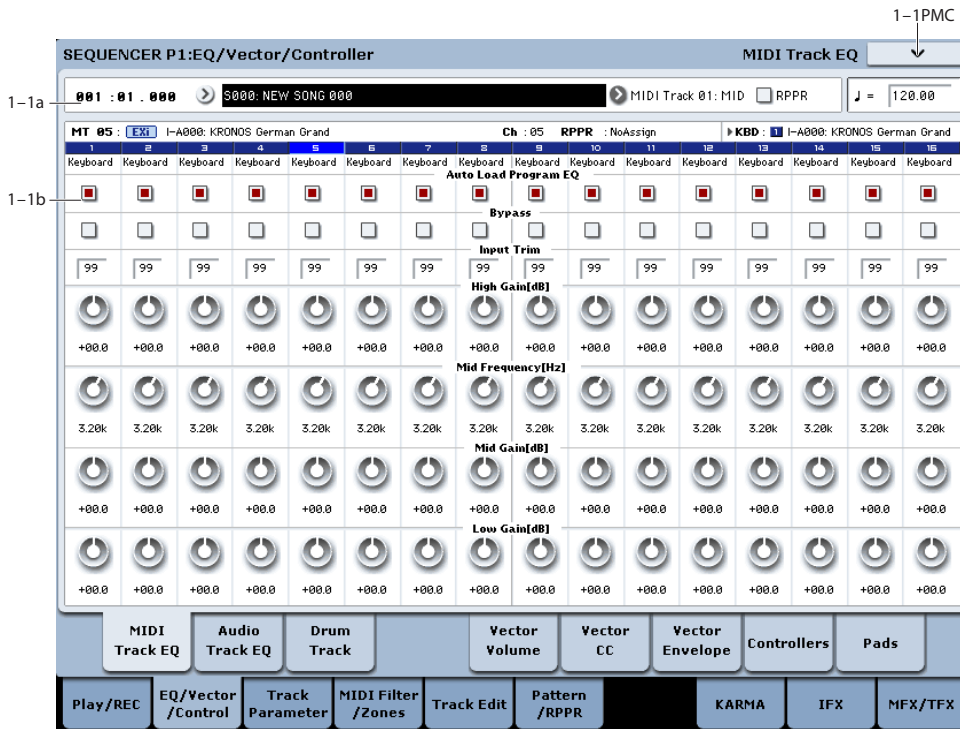 1–1PMC
SEQUENCER P1:EQ/Vector/Controller MIDI Track EQ
1–1a 001 :01 . 000 S000: NEW SONG 000 MIDI Track 01: MID RPPR ♩ = 120.00
MT 05 : EXi I-A000: KRONOS German Grand Ch : 05 RPPR : NoAssign KBD : 1 I-A000: KRONOS German Grand
1 2 3 4 5 6 7 8 9 10 11 12 13 14 15 16
Keyboard Keyboard Keyboard Keyboard Keyboard Keyboard Keyboard Keyboard Keyboard Keyboard Keyboard Keyboard Keyboard Keyboard Keyboard Keyboard
Auto Load Program EQ
1–1b
Bypass
Input Trim
99 99 99 99 99 99 99 99 99 99 99 99 99 99 99 99
High Gain[dB]
+00.0 +00.0 +00.0 +00.0 +00.0 +00.0 +00.0 +00.0 +00.0 +00.0 +00.0 +00.0 +00.0 +00.0 +00.0 +00.0
Mid Frequency[Hz]
3.20k 3.20k 3.20k 3.20k 3.20k 3.20k 3.20k 3.20k 3.20k 3.20k 3.20k 3.20k 3.20k 3.20k 3.20k 3.20k
Mid Gain[dB]
+00.0 +00.0 +00.0 +00.0 +00.0 +00.0 +00.0 +00.0 +00.0 +00.0 +00.0 +00.0 +00.0 +00.0 +00.0 +00.0
Low Gain[dB]
+00.0 +00.0 +00.0 +00.0 +00.0 +00.0 +00.0 +00.0 +00.0 +00.0 +00.0 +00.0 +00.0 +00.0 +00.0 +00.0
MIDI Track EQ
Audio Track EQ
Drum Track
Vector Volume
Vector CC
Vector Envelope
Controllers
Pads
Play/REC
EQ/Vector /Control
Track Parameter
MIDI Filter /Zones
Track Edit
Pattern /RPPR
KARMA
IFX
MFX/TFX